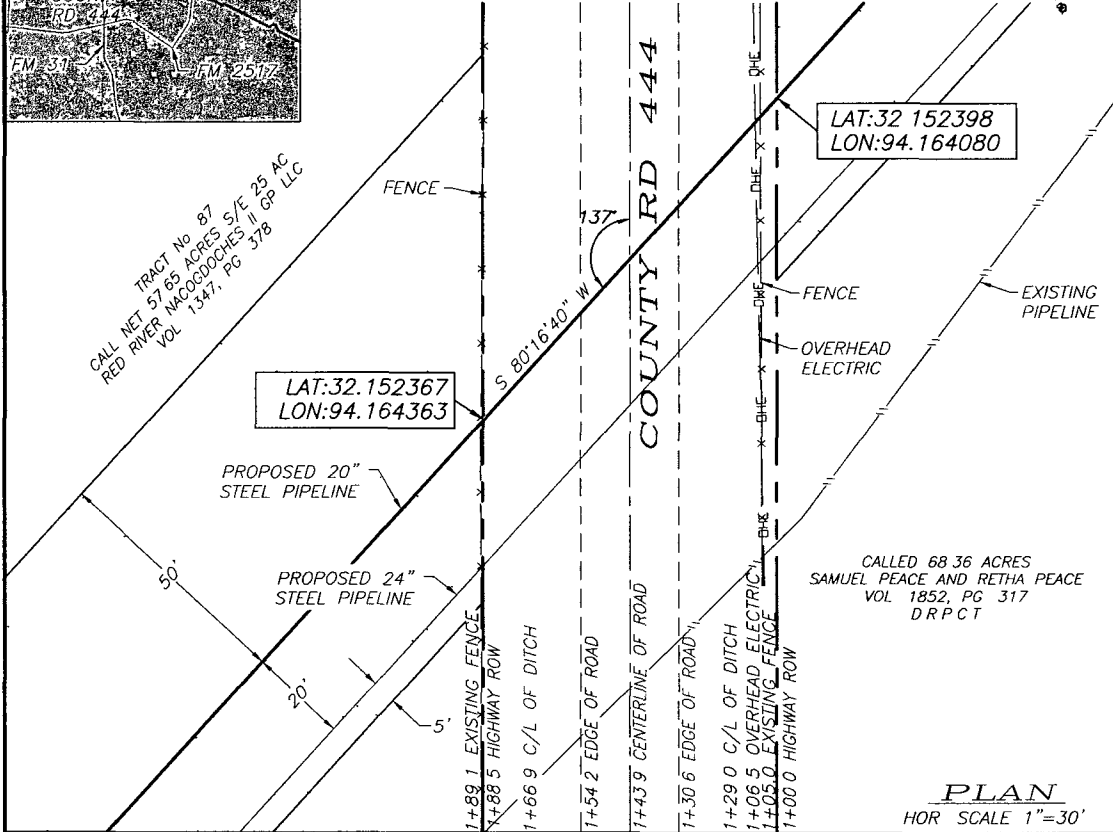 RD 444
FM 31
FM 2517
TRACT No 87
CALL NET 57 65 ACRES S/E 25 AC
RED RIVER NACOGDOCHES II GP LLC
VOL 1347, PG 378
FENCE
137°
COUNTY RD 444
OHE
LAT:32 152398
LON:94.164080
OHE
OHE
FENCE
EXISTING
PIPELINE
OVERHEAD
ELECTRIC
S 80°16'40" W
LAT:32.152367
LON:94.164363
OHE
PROPOSED 20"
STEEL PIPELINE
OHE
50'
PROPOSED 24"
STEEL PIPELINE
20'
5'
CALLED 68 36 ACRES
SAMUEL PEACE AND RETHA PEACE
VOL 1852, PG 317
D R P C T
1+89 1 EXISTING FENCE
1+88 5 HIGHWAY ROW
1+66 9 C/L OF DITCH
1+54 2 EDGE OF ROAD
1+43 9 CENTERLINE OF ROAD
1+30 6 EDGE OF ROAD
1+29 0 C/L OF DITCH
1+06 5 OVERHEAD ELECTRIC
1+05.0 EXISTING FENCE
1+00 0 HIGHWAY ROW
PLAN
HOR SCALE 1"=30'